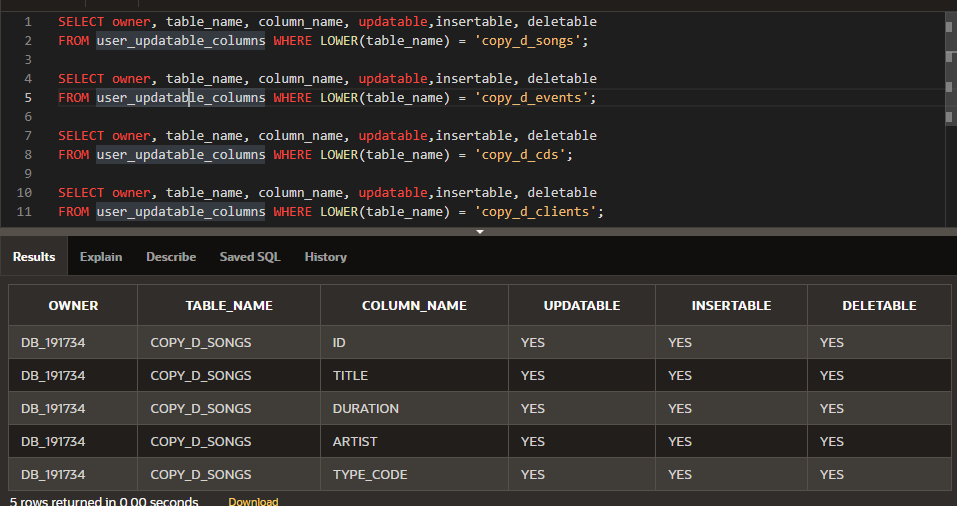 1 SELECT owner, table_name, column_name, updatable,insertable, deletable
2 FROM user_updatable_columns WHERE LOWER(table_name) = 'copy_d_songs';
3
4 SELECT owner, table_name, column_name, updatable,insertable, deletable
5 FROM user_updatable_columns WHERE LOWER(table_name) = 'copy_d_events';
6
7 SELECT owner, table_name, column_name, updatable,insertable, deletable
8 FROM user_updatable_columns WHERE LOWER(table_name) = 'copy_d_cds';
9
10 SELECT owner, table_name, column_name, updatable,insertable, deletable
11 FROM user_updatable_columns WHERE LOWER(table_name) = 'copy_d_clients';
Results Explain Describe Saved SQL History
OWNER TABLE_NAME COLUMN_NAME UPDATABLE INSERTABLE DELETABLE
DB_191734 COPY_D_SONGS ID YES YES YES
DB_191734 COPY_D_SONGS TITLE YES YES YES
DB_191734 COPY_D_SONGS DURATION YES YES YES
DB_191734 COPY_D_SONGS ARTIST YES YES YES
DB_191734 COPY_D_SONGS TYPE_CODE YES YES YES
5 rows returned in 0.00 seconds Download